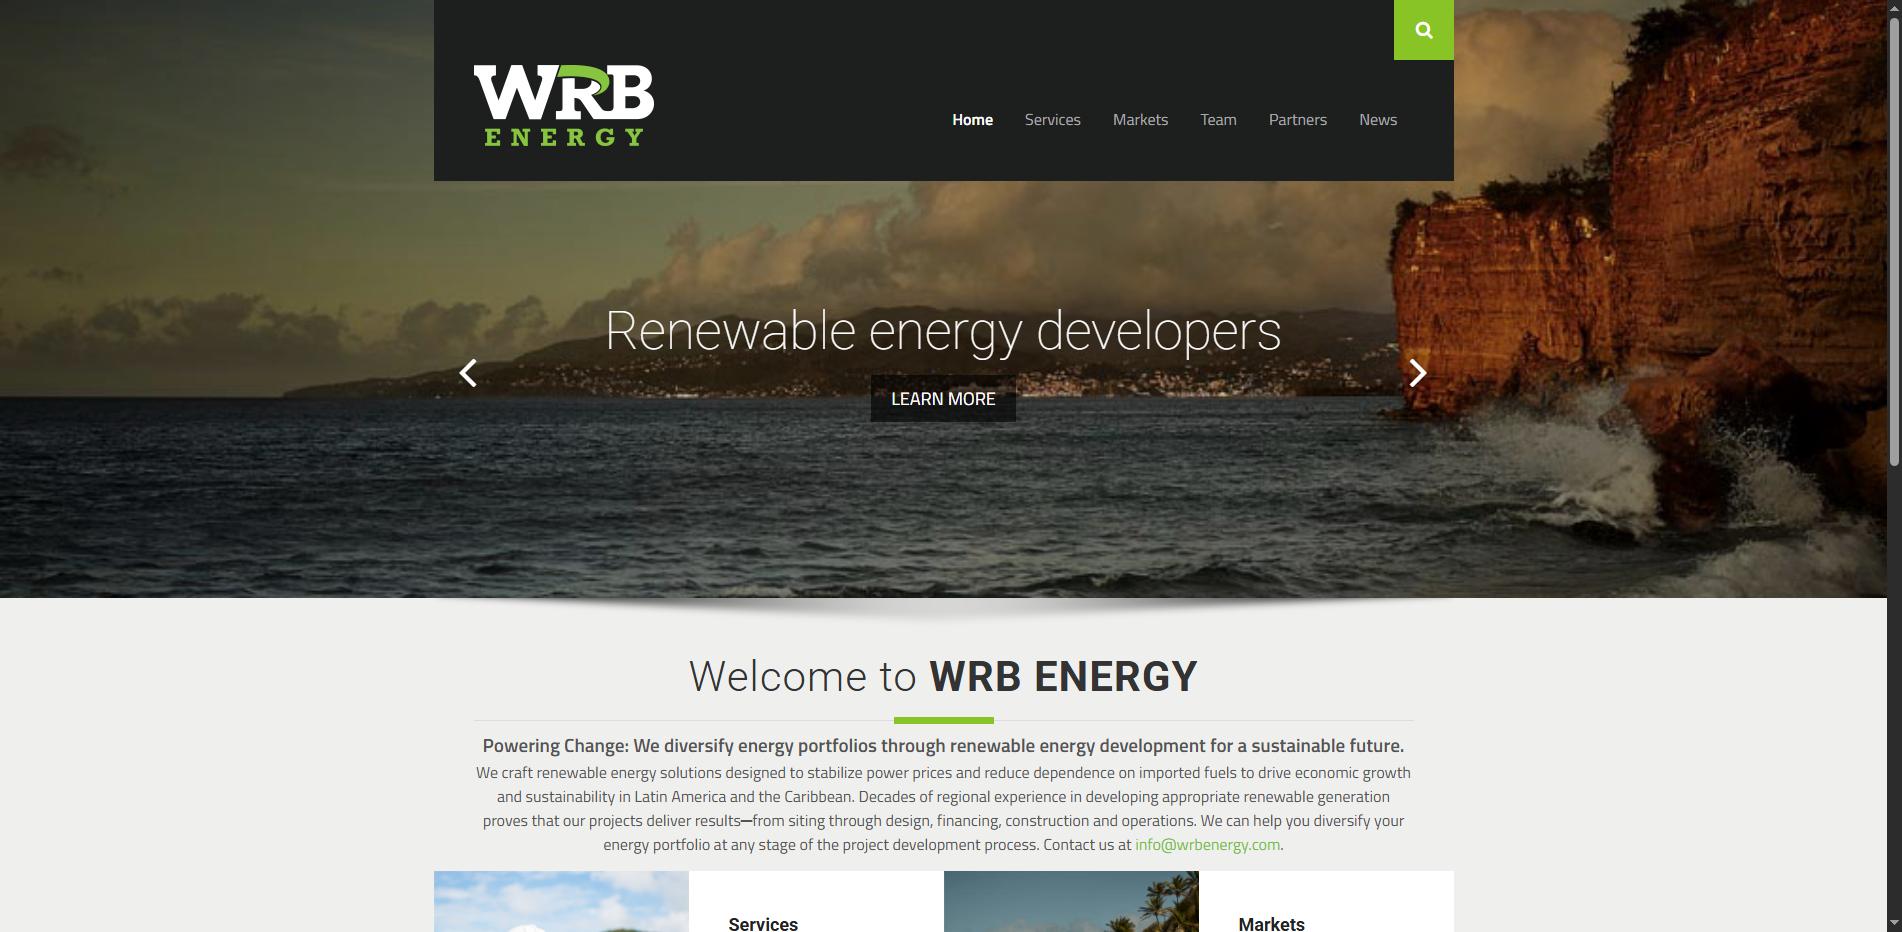 WRB
ENERGY
Home Services Markets Team Partners News
Renewable energy developers
LEARN MORE
Welcome to WRB ENERGY
Powering Change: We diversify energy portfolios through renewable energy development for a sustainable future.
We craft renewable energy solutions designed to stabilize power prices and reduce dependence on imported fuels to drive economic growth
and sustainability in Latin America and the Caribbean. Decades of regional experience in developing appropriate renewable generation
proves that our projects deliver results—from siting through design, financing, construction and operations. We can help you diversify your
energy portfolio at any stage of the project development process. Contact us at info@wrbenergy.com.
Services
Markets